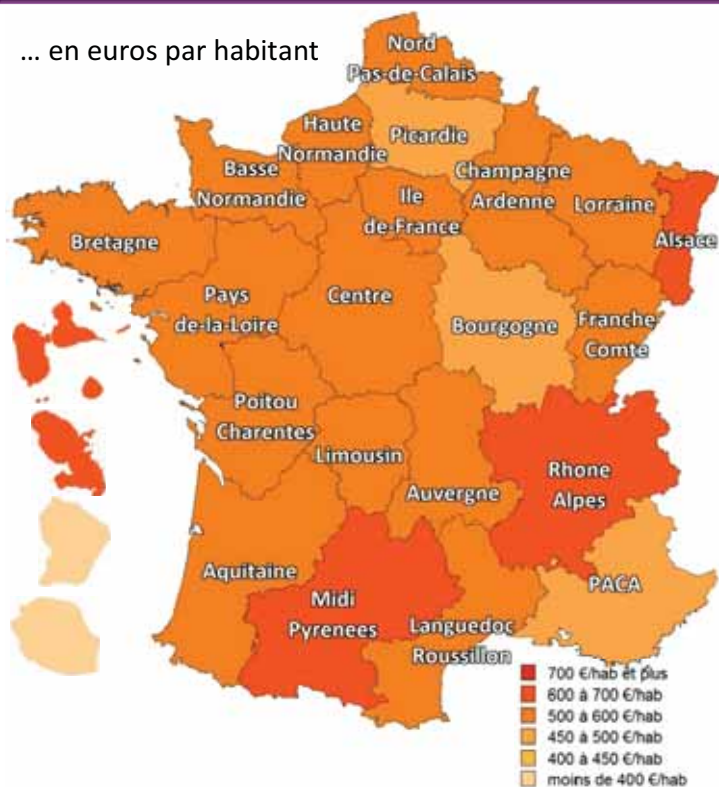 ... en euros par habitant
Nord
Pas-de-Calais
Haute
Normandie
Picardie
Basse
Normandie
Champagne
Ardenne
Ile
de-France
Lorraine
Alsace
Bretagne
Pays
de-la-Loire
Centre
Bourgogne
Franche
Comte
Poitou
Charentes
Limousin
Auvergne
Rhone
Alpes
Aquitaine
Midi
Pyrenees
Languedoc
Roussillon
PACA
700 €/hab et plus
600 à 700 €/hab
500 à 600 €/hab
450 à 500 €/hab
400 à 450 €/hab
moins de 400 €/hab